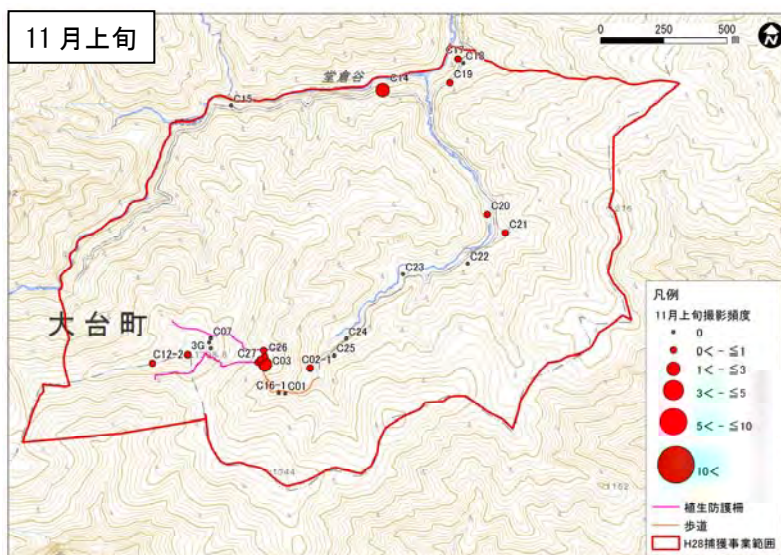 11 月上旬
0 250 500
N
堂倉谷
C17
C18
C14
C19
C15
C20
C21
C22
C23
大台町
C07
3G
C24
C26
C27
C25
C12-2
C03
C02-1
C16-1
C01
凡例
11月上旬撮影頻度
0
0< - ≦1
1< - ≦3
3< - ≦5
5< - ≦10
10<
植生防護柵
歩道
H28捕獲事業範囲